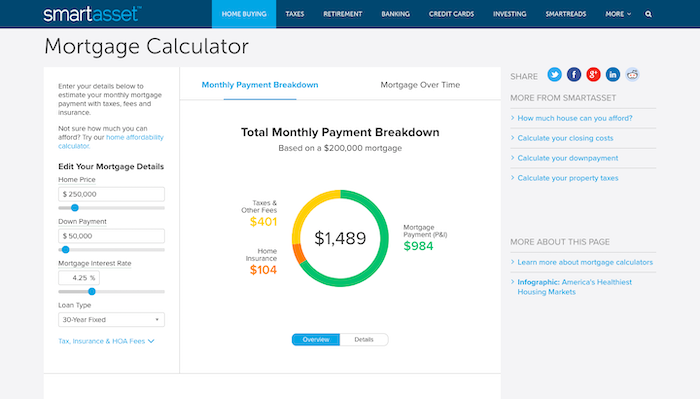 smartasset™
HOME BUYING
TAXES
RETIREMENT
BANKING
CREDIT CARDS
INVESTING
SMARTREADS
MORE
Mortgage Calculator
Enter your details below to
estimate your monthly mortgage
payment with taxes, fees and
insurance.
Not sure how much you can
afford? Try our home affordability
calculator.
Edit Your Mortgage Details
Home Price
$ 250,000
Down Payment
$ 50,000
Mortgage Interest Rate
4.25 %
Loan Type
30-Year Fixed
Tax, Insurance & HOA Fees
Monthly Payment Breakdown
Mortgage Over Time
Total Monthly Payment Breakdown
Based on a $200,000 mortgage
Taxes &
Other Fees
$401
Home
Insurance
$104
$1,489
Mortgage
Payment (P&I)
$984
Overview
Details
SHARE
MORE FROM SMARTASSET
How much house can you afford?
Calculate your closing costs
Calculate your downpayment
Calculate your property taxes
MORE ABOUT THIS PAGE
Learn more about mortgage calculators
Infographic: America's Healthiest
Housing Markets